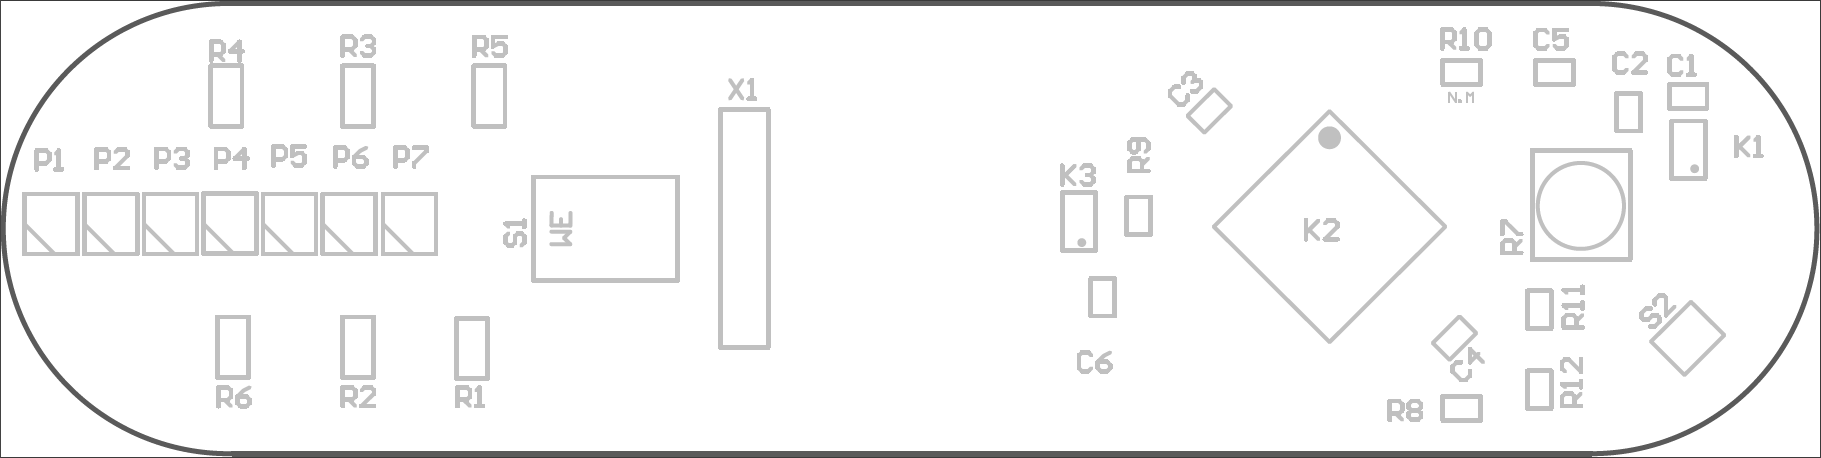 R4 R3 R5 R10 C5 C2 C1
X1 C3 N.M
P1 P2 P3 P4 P5 P6 P7 R9 K1
K3
S1 WE K2 R7
R11 S2
C6 C4
R6 R2 R1 R8 R12